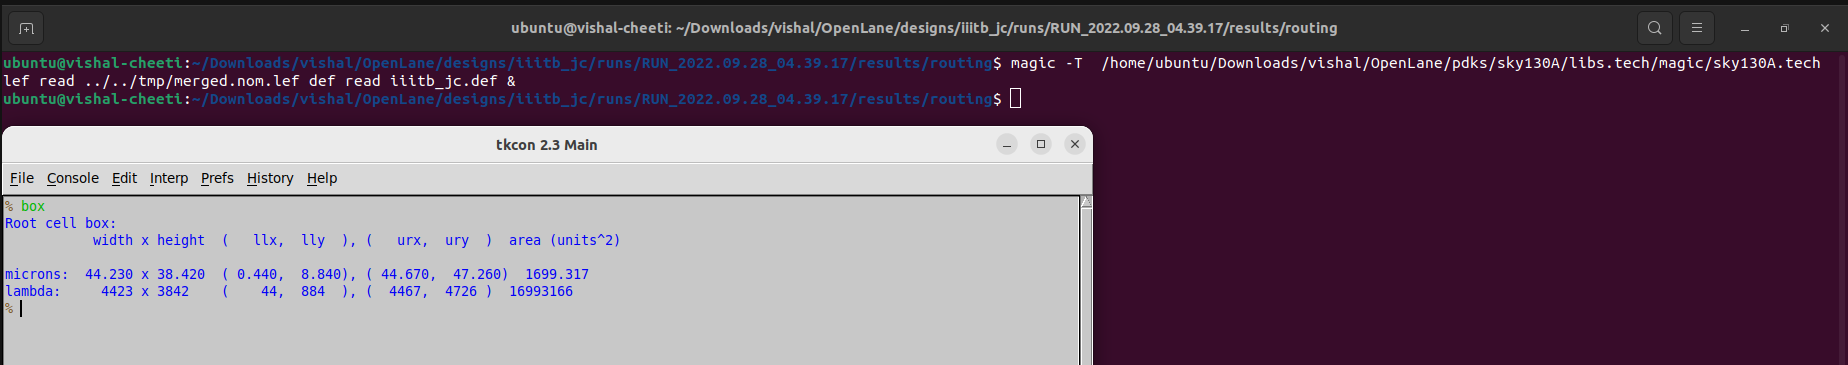 ubuntu@vishal-cheeti: ~/Downloads/vishal/OpenLane/designs/iiitb_jc/runs/RUN_2022.09.28_04.39.17/results/routing
ubuntu@vishal-cheeti:~/Downloads/vishal/OpenLane/designs/iiitb_jc/runs/RUN_2022.09.28_04.39.17/results/routing$ magic -T  /home/ubuntu/Downloads/vishal/OpenLane/pdks/sky130A/libs.tech/magic/sky130A.tech
lef read ../../tmp/merged.nom.lef def read iiitb_jc.def &
ubuntu@vishal-cheeti:~/Downloads/vishal/OpenLane/designs/iiitb_jc/runs/RUN_2022.09.28_04.39.17/results/routing$
tkcon 2.3 Main
File Console Edit Interp Prefs History Help
% box
Root cell box:
           width x height  (   llx,  lly  ), (   urx,  ury  )  area (units^2)
microns:  44.230 x 38.420  ( 0.440,  8.840), ( 44.670,  47.260)  1699.317
lambda:     4423 x 3842    (    44,  884  ), (  4467,  4726 )  16993166
%